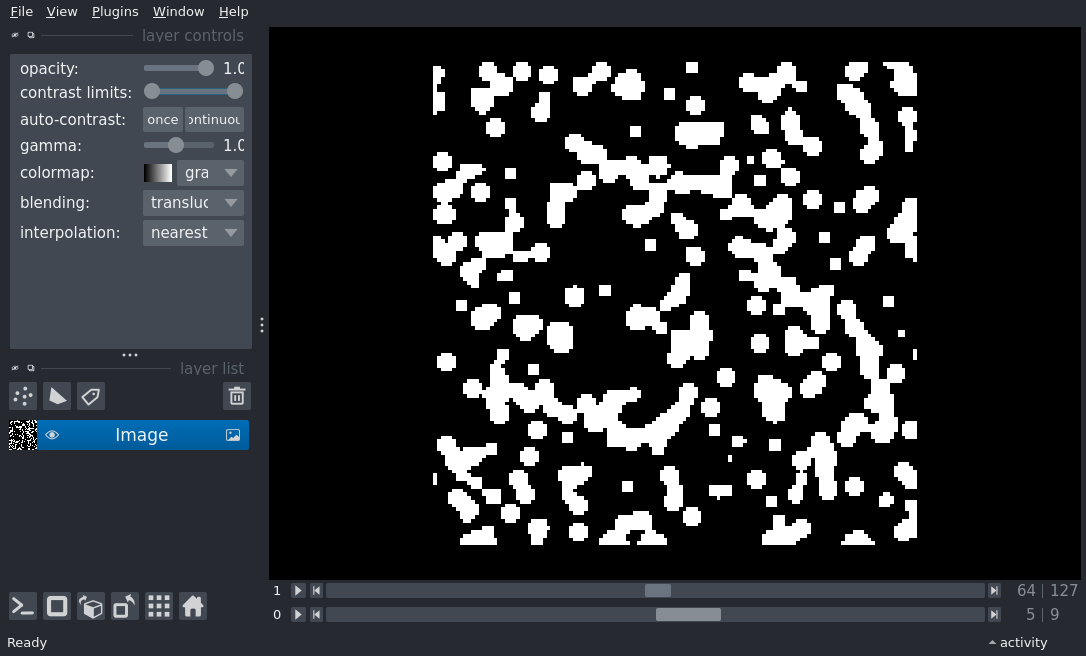 File View Plugins Window Help
layer controls
opacity: 1.0
contrast limits:
auto-contrast: once ontinuou
gamma: 1.0
colormap: gra
blending: transluc
interpolation: nearest
layer list
Image
1 64 | 127
0 5 | 9
Ready activity